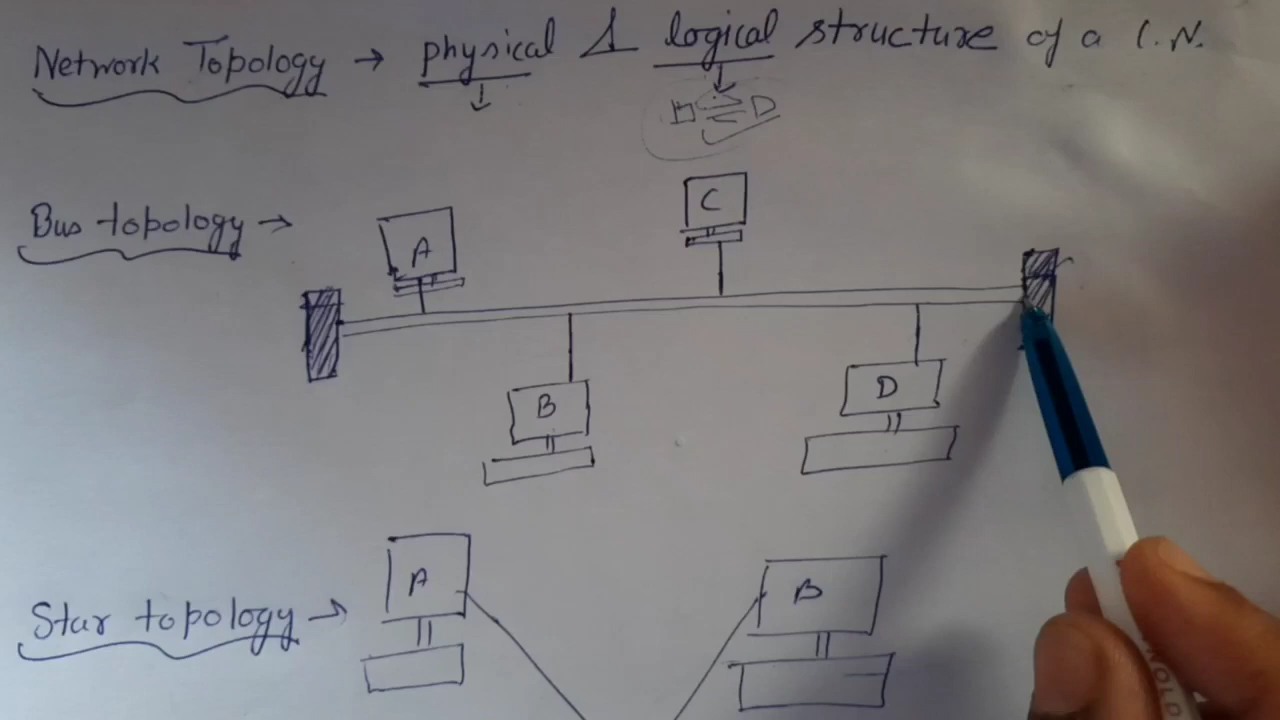 Network Topology → physical & logical structure of a C.N.
Bus topology →
A
C
B
D
Star topology →
A
B